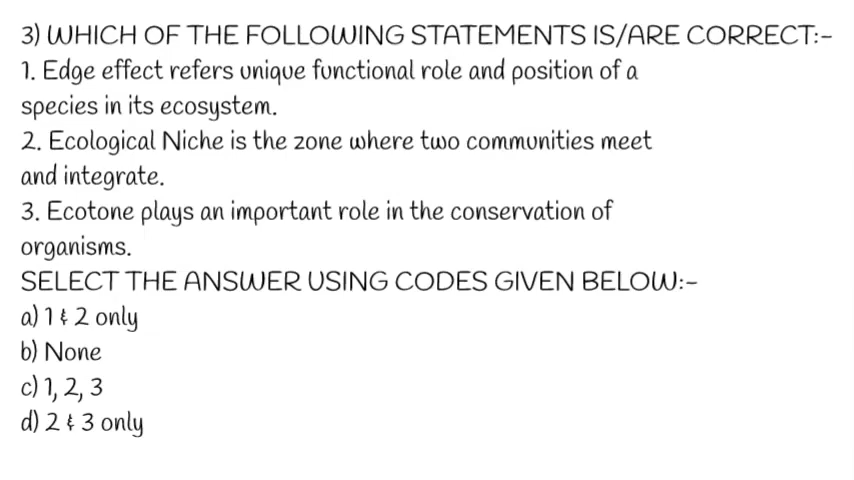 3) WHICH OF THE FOLLOWING STATEMENTS IS/ARE CORRECT:-
1. Edge effect refers unique functional role and position of a
species in its ecosystem.
2. Ecological Niche is the zone where two communities meet
and integrate.
3. Ecotone plays an important role in the conservation of
organisms.
SELECT THE ANSWER USING CODES GIVEN BELOW:-
a) 1 & 2 only
b) None
c) 1, 2, 3
d) 2 & 3 only